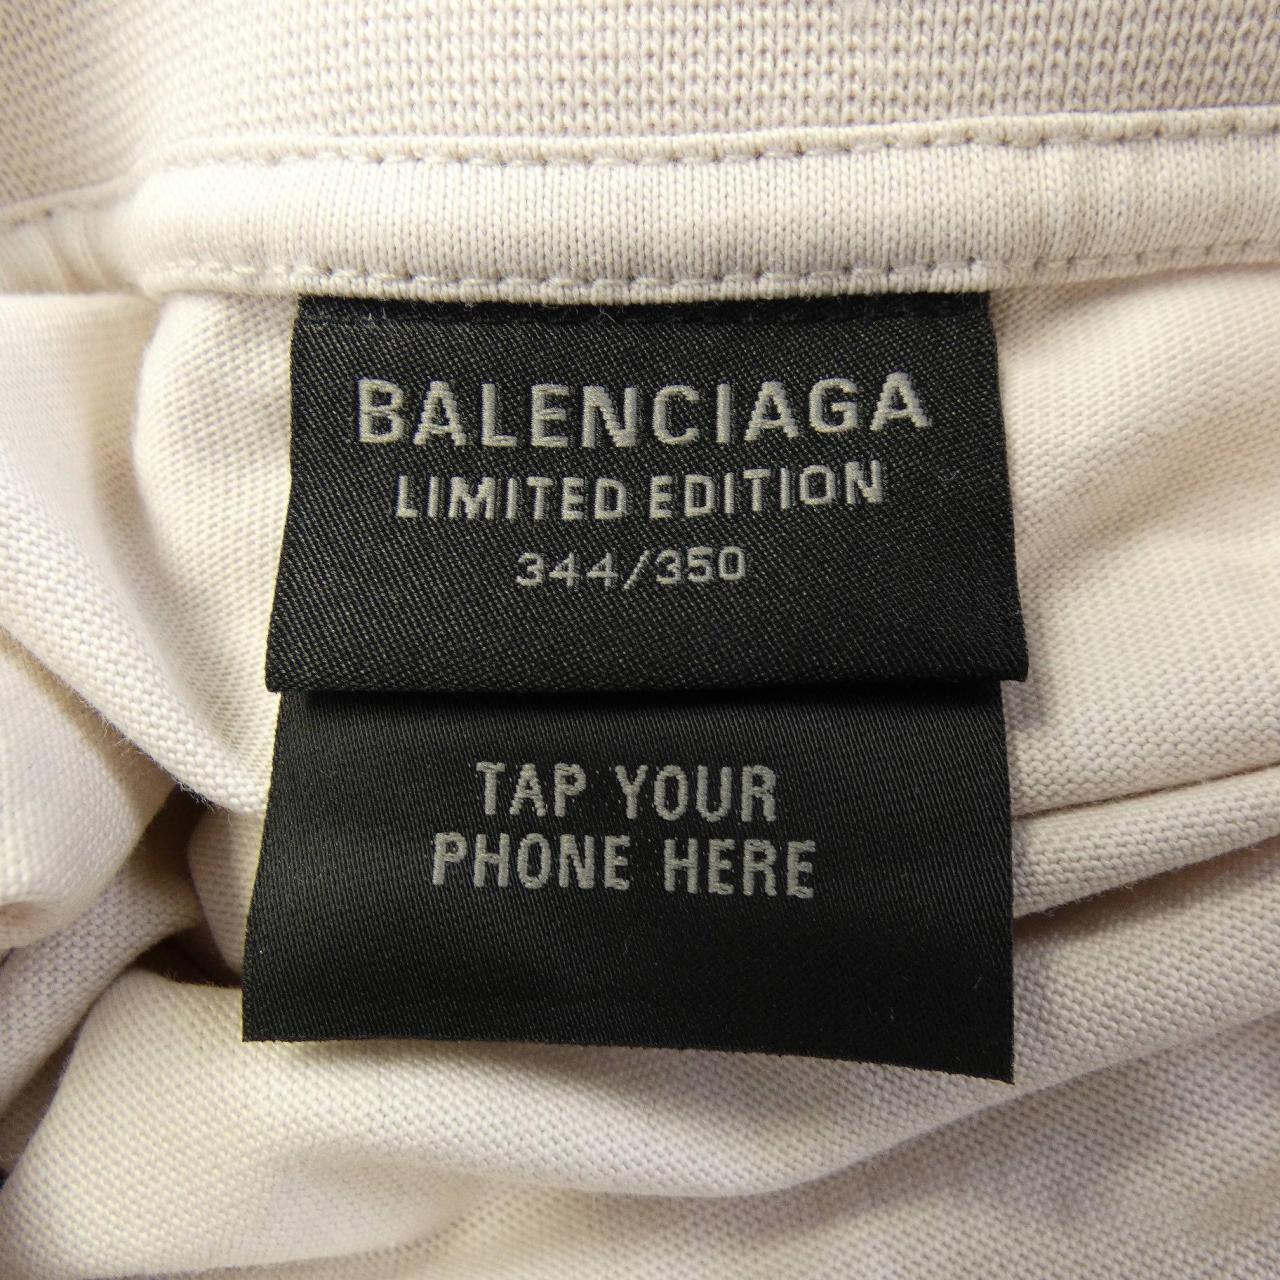 BALENCIAGA
LIMITED EDITION
344/350
TAP YOUR
PHONE HERE